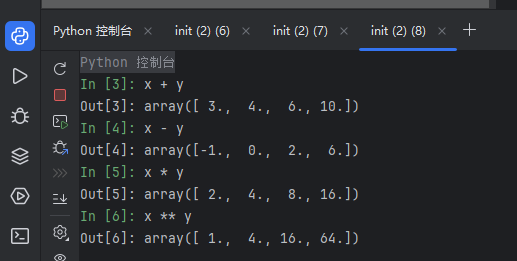 Python 控制台 init (2) (6) init (2) (7) init (2) (8)
Python 控制台
In [3]: x + y
Out[3]: array([ 3.,  4.,  6., 10.])
In [4]: x - y
Out[4]: array([-1.,  0.,  2.,  6.])
In [5]: x * y
Out[5]: array([ 2.,  4.,  8., 16.])
In [6]: x ** y
Out[6]: array([ 1.,  4., 16., 64.])